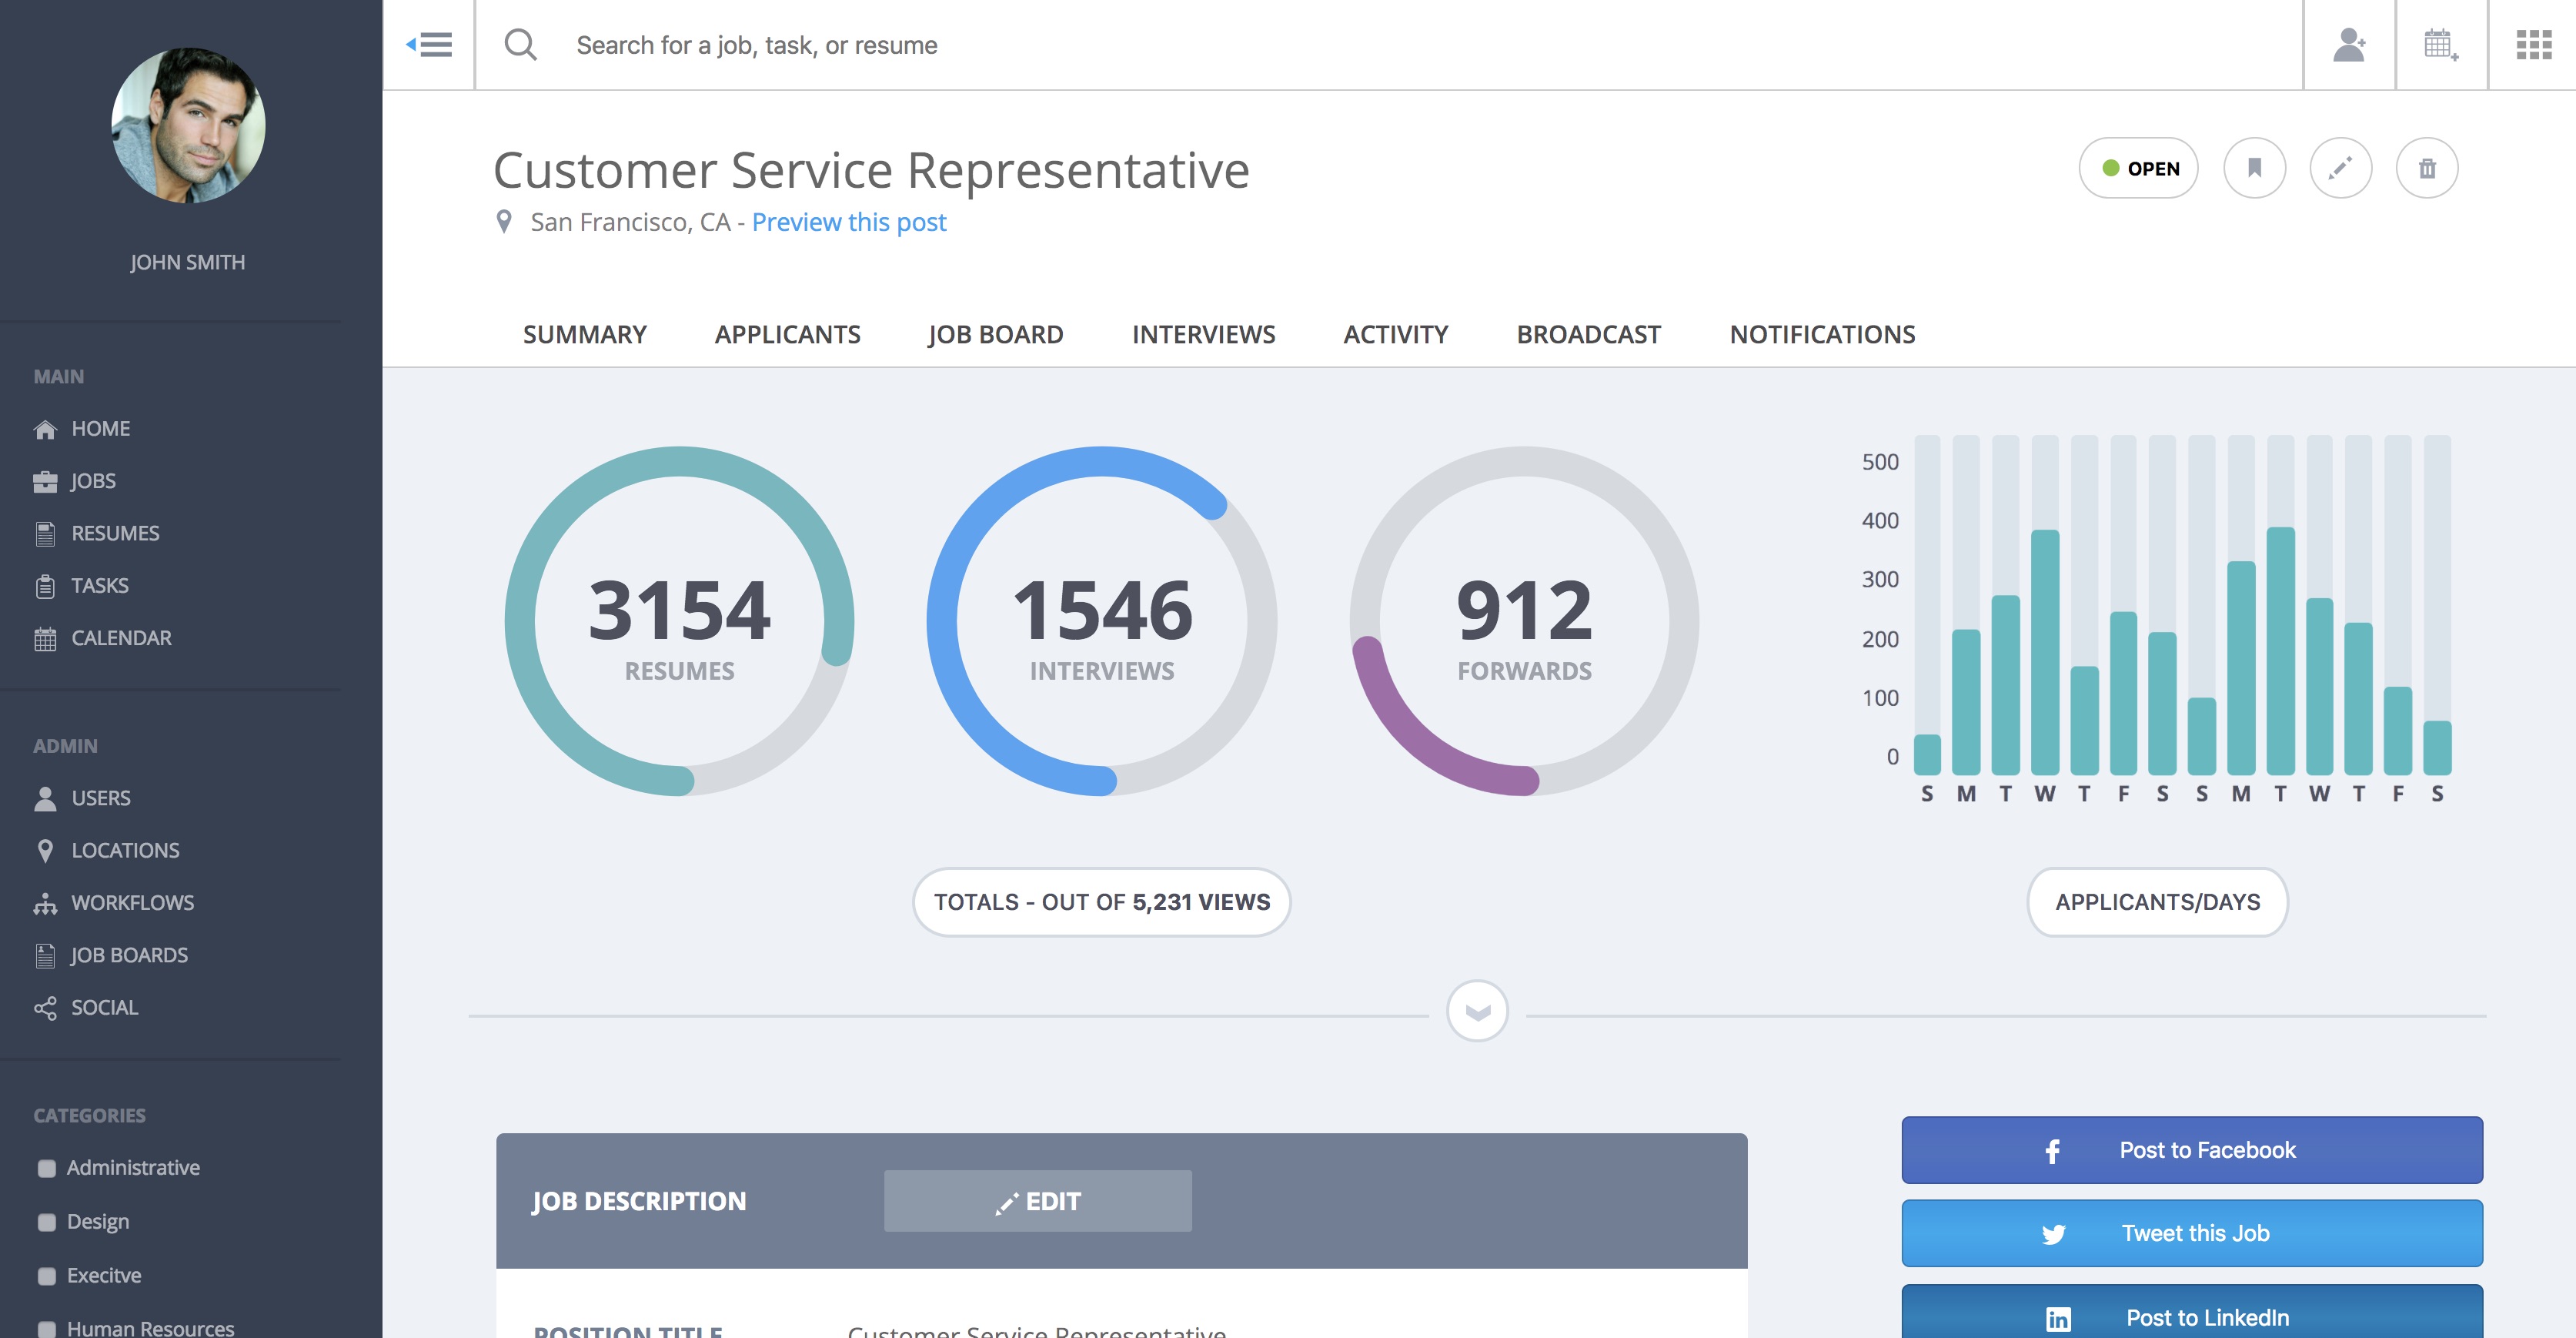 JOHN SMITH
MAIN
HOME
JOBS
RESUMES
TASKS
CALENDAR
ADMIN
USERS
LOCATIONS
WORKFLOWS
JOB BOARDS
SOCIAL
CATEGORIES
Administrative
Design
Execitve
Human Resources
Search for a job, task, or resume
Customer Service Representative
San Francisco, CA - Preview this post
OPEN
SUMMARY APPLICANTS JOB BOARD INTERVIEWS ACTIVITY BROADCAST NOTIFICATIONS
3154
RESUMES
1546
INTERVIEWS
912
FORWARDS
TOTALS - OUT OF 5,231 VIEWS
500
400
300
200
100
0
S M T W T F S S M T W T F S
APPLICANTS/DAYS
JOB DESCRIPTION
EDIT
POSITION TITLE Customer Service Representative
Post to Facebook
Tweet this Job
in Post to LinkedIn